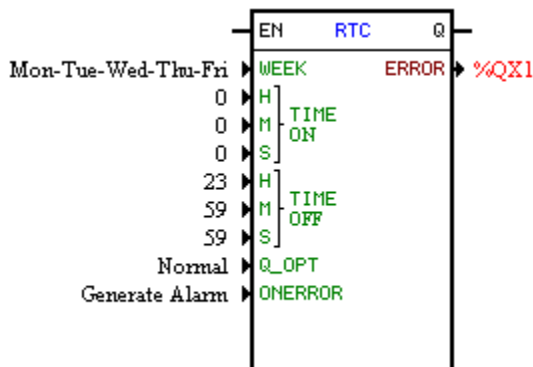 EN RTC Q
Mon-Tue-Wed-Thu-Fri WEEK ERROR %QX1
0 H
TIME
0 M
ON
0 S
23 H
TIME
59 M
OFF
59 S
Normal Q_OPT
Generate Alarm ONERROR